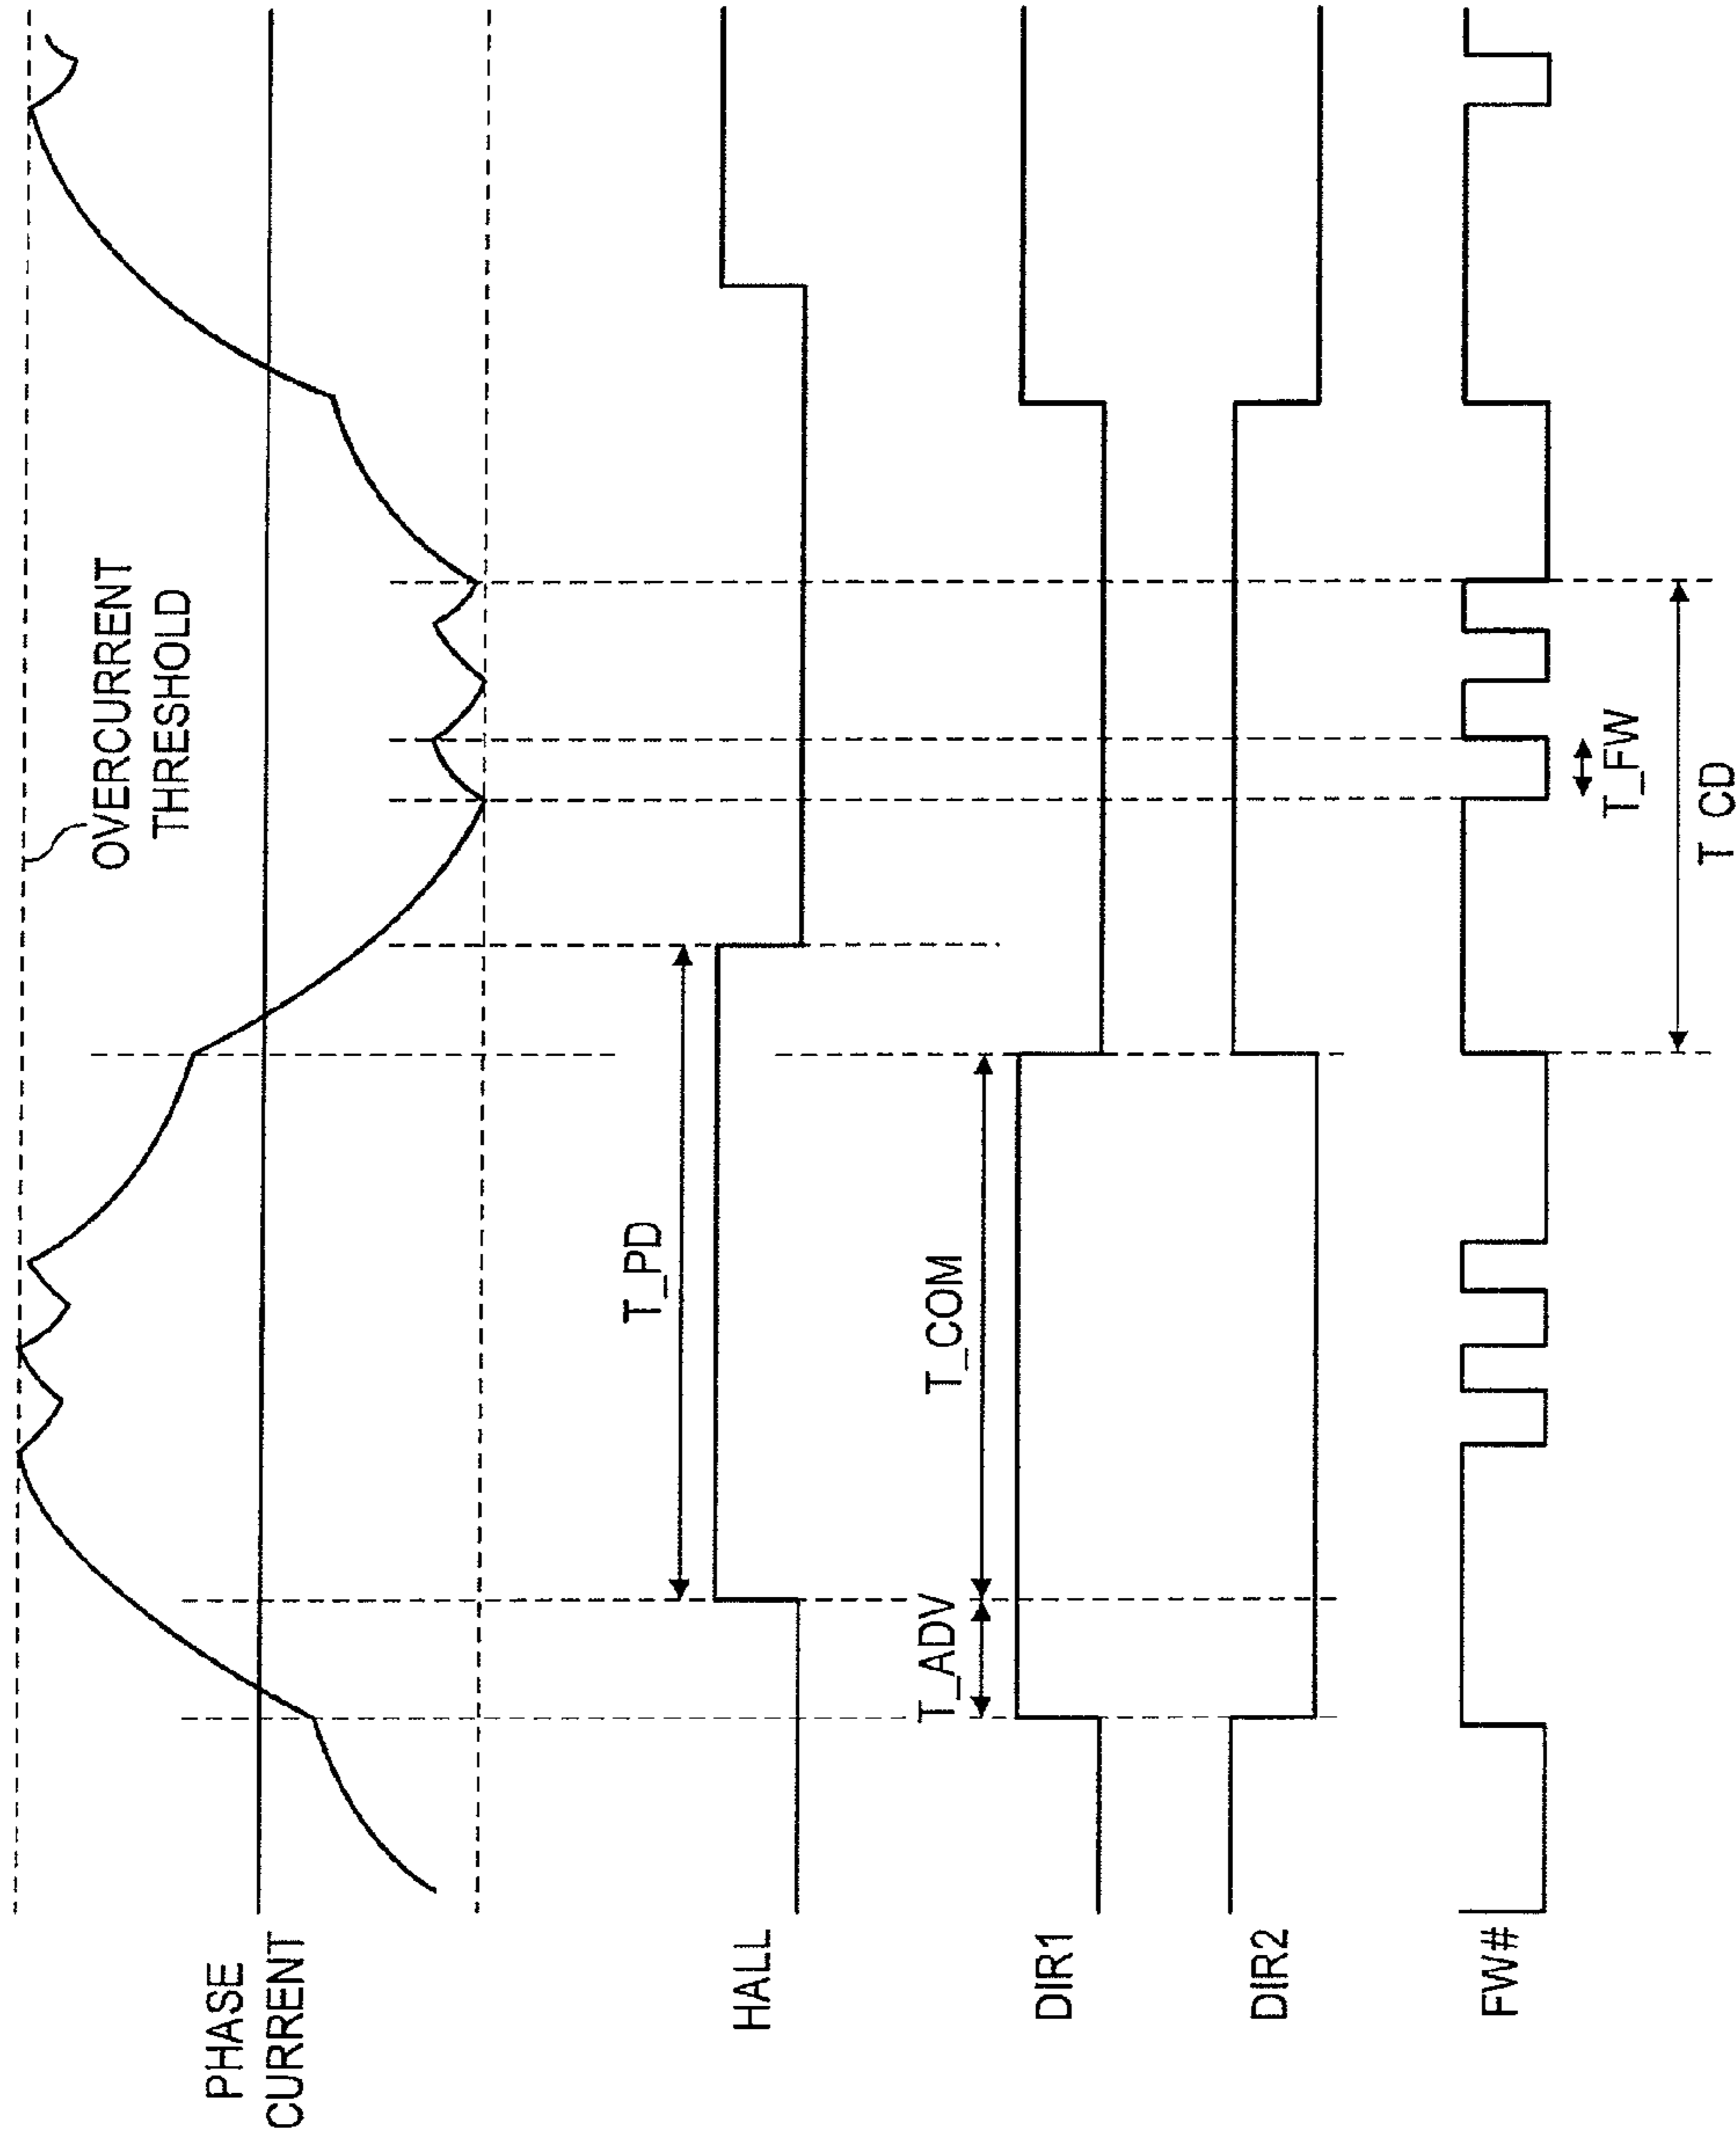 OVERCURRENT
THRESHOLD
PHASE
CURRENT
T_PD
HALL
T_ADV
T_COM
DIR1
DIR2
FW#
T_FW
T_CD